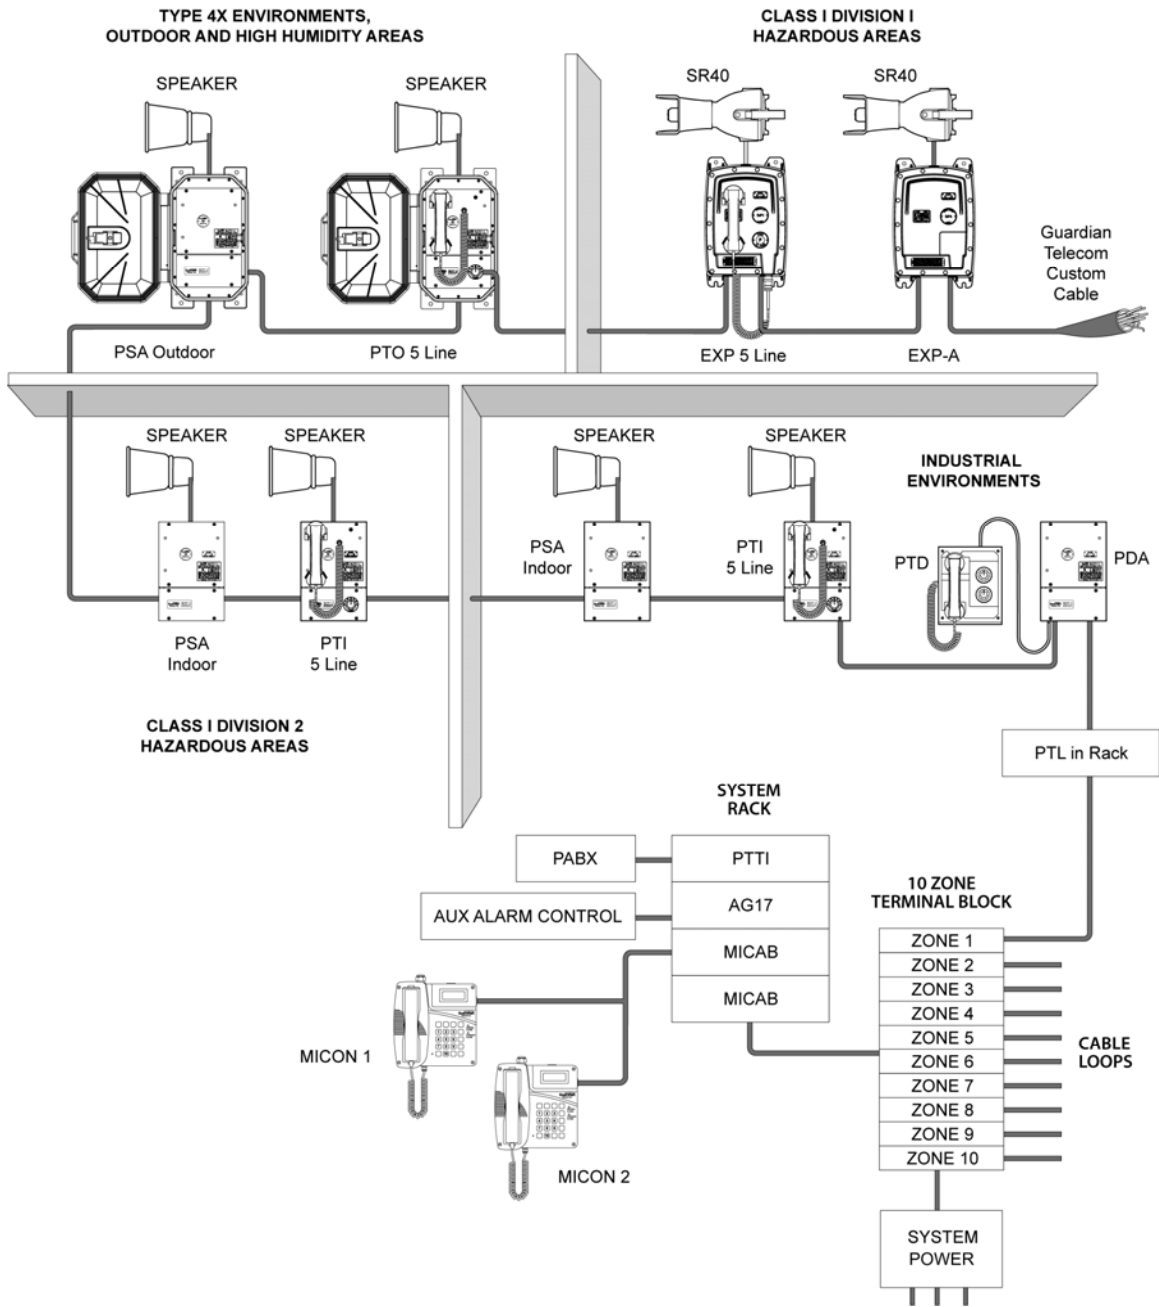 TYPE 4X ENVIRONMENTS,
OUTDOOR AND HIGH HUMIDITY AREAS
CLASS I DIVISION I
HAZARDOUS AREAS
SPEAKER
SPEAKER
SR40
SR40
Guardian
Telecom
Custom
Cable
PSA Outdoor
PTO 5 Line
EXP 5 Line
EXP-A
SPEAKER
SPEAKER
SPEAKER
SPEAKER
INDUSTRIAL
ENVIRONMENTS
PSA
Indoor
PTI
5 Line
PTD
PDA
PSA
Indoor
PTI
5 Line
CLASS I DIVISION 2
HAZARDOUS AREAS
PTL in Rack
SYSTEM
RACK
PABX
PTTI
AUX ALARM CONTROL
AG17
MICAB
MICAB
10 ZONE
TERMINAL BLOCK
ZONE 1
ZONE 2
ZONE 3
ZONE 4
ZONE 5
ZONE 6
ZONE 7
ZONE 8
ZONE 9
ZONE 10
CABLE
LOOPS
MICON 1
MICON 2
SYSTEM
POWER